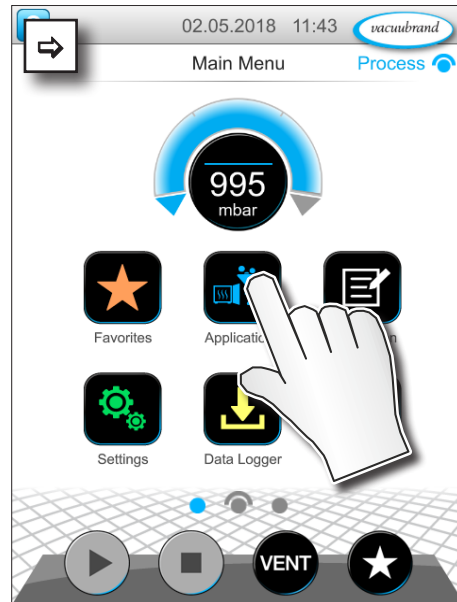 02.05.2018 11:43 vacuubrand
Main Menu Process
995
mbar
Favorites
Settings Data Logger
VENT